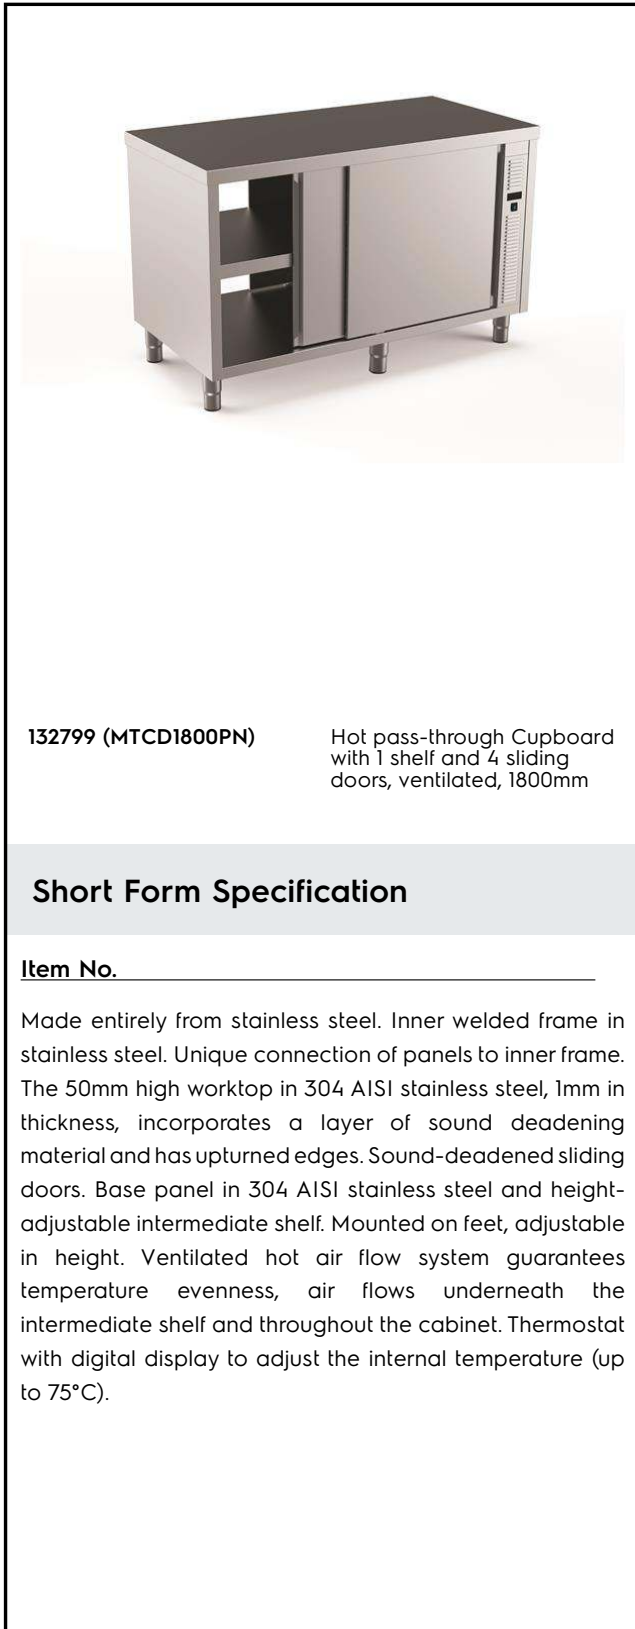 132799 (MTCD1800PN)
Hot pass-through Cupboard
with 1 shelf and 4 sliding
doors, ventilated, 1800mm
Short Form Specification
Item No.
Made entirely from stainless steel. Inner welded frame in
stainless steel. Unique connection of panels to inner frame.
The 50mm high worktop in 304 AISI stainless steel, 1mm in
thickness, incorporates a layer of sound deadening
material and has upturned edges. Sound-deadened sliding
doors. Base panel in 304 AISI stainless steel and height-
adjustable intermediate shelf. Mounted on feet, adjustable
in height. Ventilated hot air flow system guarantees
temperature evenness, air flows underneath the
intermediate shelf and throughout the cabinet. Thermostat
with digital display to adjust the internal temperature (up
to 75°C).